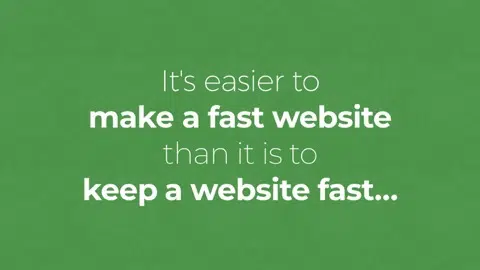 It's easier to
make a fast website
than it is to
keep a website fast...